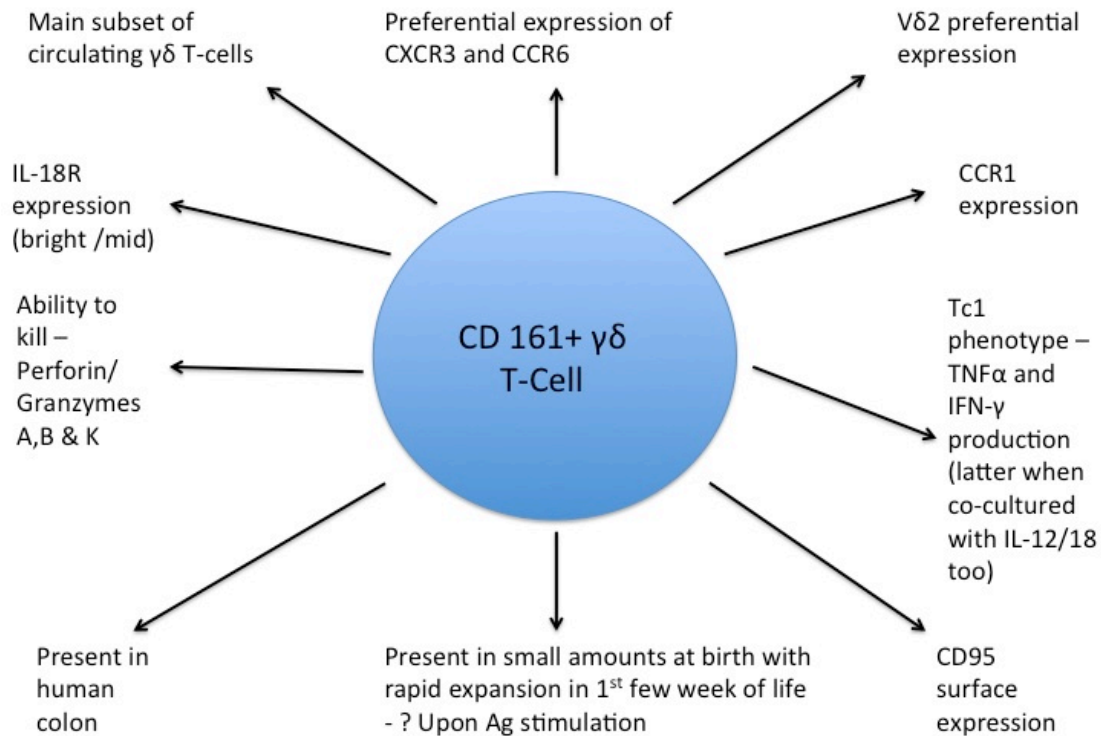 Main subset of
circulating γδ T-cells
Preferential expression of
CXCR3 and CCR6
Vδ2 preferential
expression
IL-18R
expression
(bright /mid)
CCR1
expression
Ability to
kill –
Perforin/
Granzymes
A,B & K
CD 161+ γδ
T-Cell
Tc1
phenotype –
TNFα and
IFN-γ
production
(latter when
co-cultured
with IL-12/18
too)
Present in
human
colon
Present in small amounts at birth with
rapid expansion in 1st few week of life
- ? Upon Ag stimulation
CD95
surface
expression